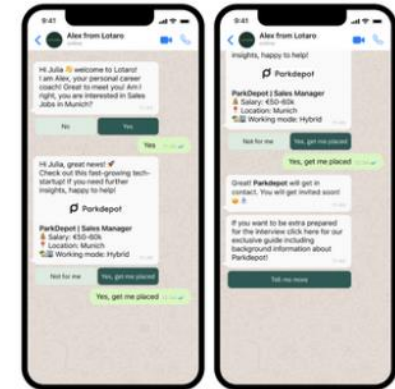 9:41
Alex from Lotaro
online
Hi Julia 👋 welcome to Lotaro!
I am Alex, your personal career
coach! Great to meet you! Am I
right, you are interested in Sales
Jobs in Munich?
No
Yes
Yes
Hi Julia, great news! 🚀
Check out this fast-growing tech-
startup! If you need further
insights, happy to help!
Parkdepot
ParkDepot | Sales Manager
💰 Salary: €50-60k
📍 Location: Munich
Working mode: Hybrid
Not for me
Yes, get me placed
Yes, get me placed
9:41
Alex from Lotaro
online
insights, happy to help!
Parkdepot
ParkDepot | Sales Manager
💰 Salary: €50-60k
📍 Location: Munich
Working mode: Hybrid
Not for me
Yes, get me placed
Yes, get me placed
Great! Parkdepot will get in
contact. You will get invited soon!
If you want to be extra prepared
for the interview click here for our
exclusive guide including
background information about
Parkdepot!
Tell me more